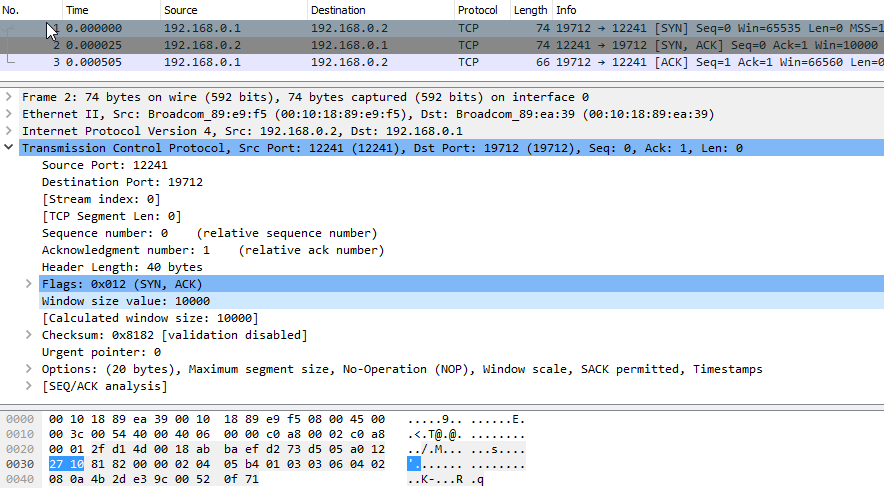 No. Time Source Destination Protocol Length Info
1 0.000000 192.168.0.1 192.168.0.2 TCP 74 19712 → 12241 [SYN] Seq=0 Win=65535 Len=0 MSS=1
2 0.000025 192.168.0.2 192.168.0.1 TCP 74 12241 → 19712 [SYN, ACK] Seq=0 Ack=1 Win=10000
3 0.000505 192.168.0.1 192.168.0.2 TCP 66 19712 → 12241 [ACK] Seq=1 Ack=1 Win=66560 Len=0
Frame 2: 74 bytes on wire (592 bits), 74 bytes captured (592 bits) on interface 0
Ethernet II, Src: Broadcom_89:e9:f5 (00:10:18:89:e9:f5), Dst: Broadcom_89:ea:39 (00:10:18:89:ea:39)
Internet Protocol Version 4, Src: 192.168.0.2, Dst: 192.168.0.1
Transmission Control Protocol, Src Port: 12241 (12241), Dst Port: 19712 (19712), Seq: 0, Ack: 1, Len: 0
Source Port: 12241
Destination Port: 19712
[Stream index: 0]
[TCP Segment Len: 0]
Sequence number: 0    (relative sequence number)
Acknowledgment number: 1    (relative ack number)
Header Length: 40 bytes
Flags: 0x012 (SYN, ACK)
Window size value: 10000
[Calculated window size: 10000]
Checksum: 0x8182 [validation disabled]
Urgent pointer: 0
Options: (20 bytes), Maximum segment size, No-Operation (NOP), Window scale, SACK permitted, Timestamps
[SEQ/ACK analysis]
0000 00 10 18 89 ea 39 00 10 18 89 e9 f5 08 00 45 00 .....9.. ......E.
0010 00 3c 00 54 40 00 40 06 00 00 c0 a8 00 02 c0 a8 .<.T@.@. ........
0020 00 01 2f d1 4d 00 18 ab ba ef d2 73 d5 05 a0 12 ../.M... ...s....
0030 27 10 81 82 00 00 02 04 05 b4 01 03 03 06 04 02 '....... ........
0040 08 0a 4b 2d e3 9c 00 52 0f 71 ..K-...R .q